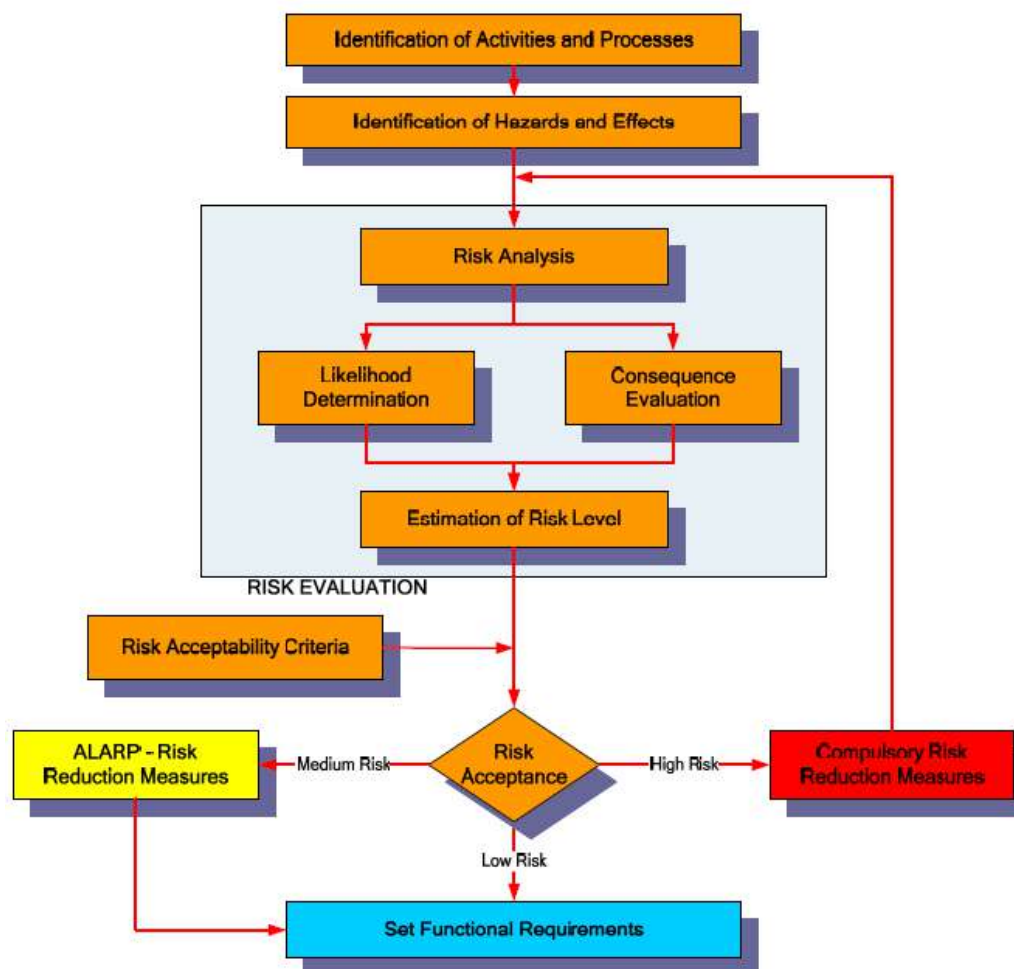 Identification of Activities and Processes
Identification of Hazards and Effects
Risk Analysis
Likelihood
Determination
Consequence
Evaluation
Estimation of Risk Level
RISK EVALUATION
Risk Acceptability Criteria
ALARP - Risk
Reduction Measures
Medium Risk
Risk
Acceptance
High Risk
Compulsory Risk
Reduction Measures
Low Risk
Set Functional Requirements